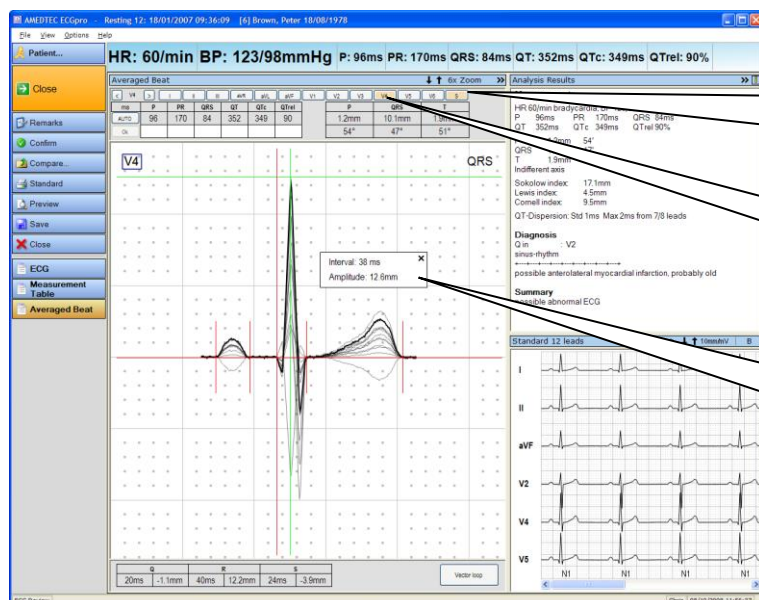 AMEDTEC ECGpro - Resting 12: 18/01/2007 09:36:09 [6] Brown, Peter 18/08/1978
File View Options Help
Patient...
HR: 60/min BP: 123/98mmHg P: 96ms PR: 170ms QRS: 84ms QT: 352ms QTc: 349ms QTrel: 90%
Close
Remarks
Confirm
Compare...
Standard
Preview
Save
Close
ECG
Measurement Table
Averaged Beat
Averaged Beat 6x Zoom >>
< V4 > I II III aVR aVL aVF V1 V2 V3 V4 V5 V6 S
ms P PR QRS QT QTc QTrel
AUTO 96 170 84 352 349 90
Ok
P QRS T
1.2mm 10.1mm 1.9mm
54° 47° 51°
V4 QRS
Interval: 38 ms
Amplitude: 12.6mm
Q R S
20ms -1.1mm 40ms 12.2mm 24ms -3.9mm
Vector loop
Analysis Results >>
HR 60/min bradycardia,
P 96ms PR 170ms QRS 84ms
QT 352ms QTc 349ms QTrel 90%
54°
QRS
T 1.9mm
Indifferent axis
Sokolow index: 17.1mm
Lewis index: 4.5mm
Cornell index: 9.5mm
QT-Dispersion: Std 1ms Max 2ms from 7/8 leads
Diagnosis
Q in : V2
sinus-rhythm
possible anterolateral myocardial infarction, probably old
Summary
possible abnormal ECG
Standard 12 leads 10mm/mV B
I
II
aVF
V2
V4
V5
N1 N1 N1 N1